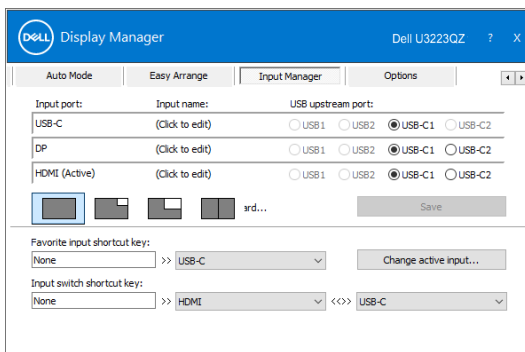 DELL Display Manager Dell U3223QZ ? X
Auto Mode Easy Arrange Input Manager Options
Input port: Input name: USB upstream port:
USB-C (Click to edit) USB1 USB2 USB-C1 USB-C2
DP (Click to edit) USB1 USB2 USB-C1 USB-C2
HDMI (Active) (Click to edit) USB1 USB2 USB-C1 USB-C2
ard... Save
Favorite input shortcut key:
None >> USB-C Change active input...
Input switch shortcut key:
None >> HDMI <<>> USB-C